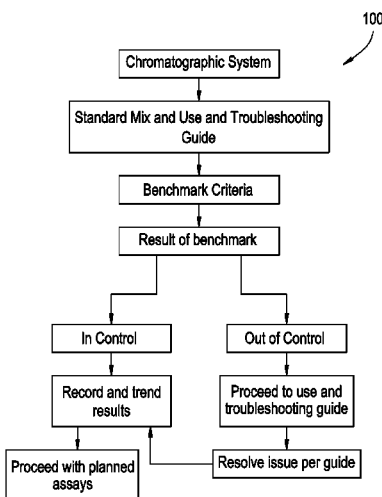 100
Chromatographic System
Standard Mix and Use and Troubleshooting
Guide
Benchmark Criteria
Result of benchmark
In Control
Out of Control
Record and trend
results
Proceed to use and
troubleshooting guide
Proceed with planned
assays
Resolve issue per guide